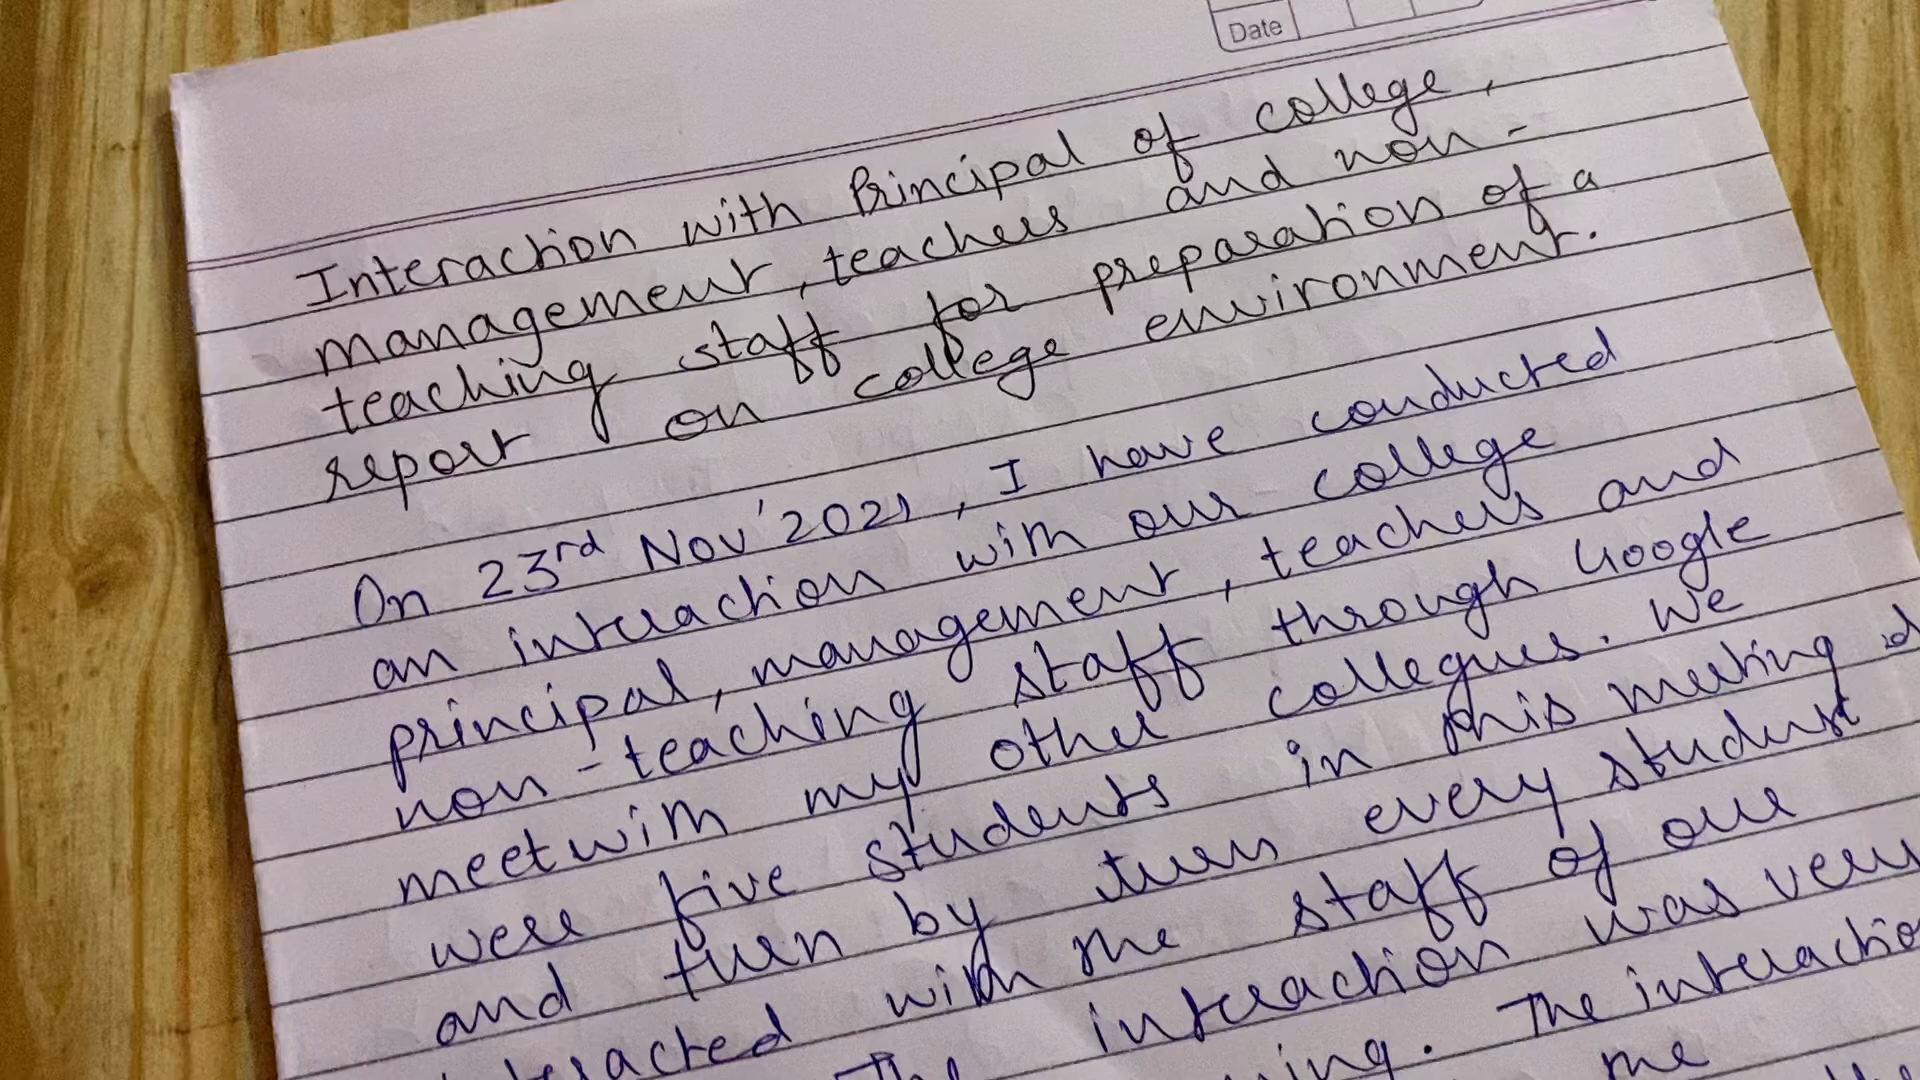 Date
Interaction with Principal of college,
management, teachers and non-
teaching staff for preparation of a
report on college environment.
On 23rd Nov'2021, I have conducted
an interaction with our college
principal, management, teachers and
non-teaching staff through Google
meet with my other collegues. We
were five students in this meeting
and turn by turn every student
interacted with the staff of our
The interaction was very
The interaction
me